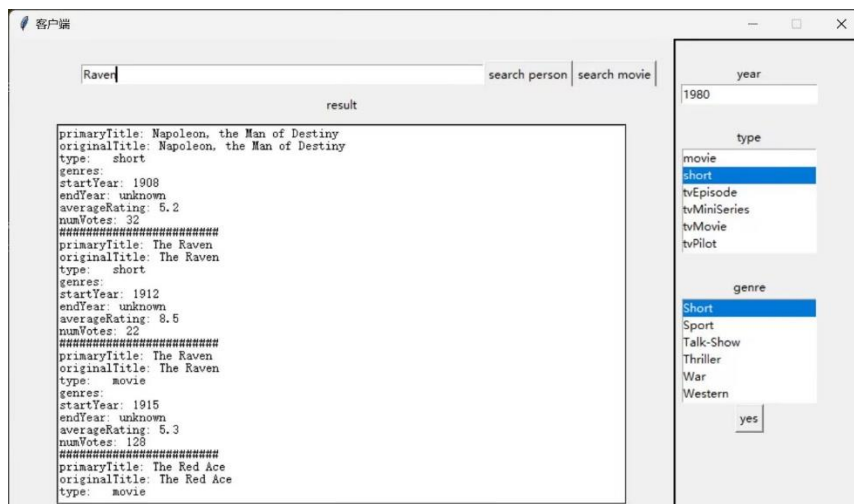 客户端
Raven
search person
search movie
result
primaryTitle: Napoleon, the Man of Destiny
originalTitle: Napoleon, the Man of Destiny
type:   short
genres:
startYear: 1908
endYear: unknown
averageRating: 5.2
numVotes: 32
########################
primaryTitle: The Raven
originalTitle: The Raven
type:   short
genres:
startYear: 1912
endYear: unknown
averageRating: 8.5
numVotes: 22
########################
primaryTitle: The Raven
originalTitle: The Raven
type:   movie
genres:
startYear: 1915
endYear: unknown
averageRating: 5.3
numVotes: 128
########################
primaryTitle: The Red Ace
originalTitle: The Red Ace
type:   movie
year
1980
type
movie
short
tvEpisode
tvMiniSeries
tvMovie
tvPilot
genre
Short
Sport
Talk-Show
Thriller
War
Western
yes